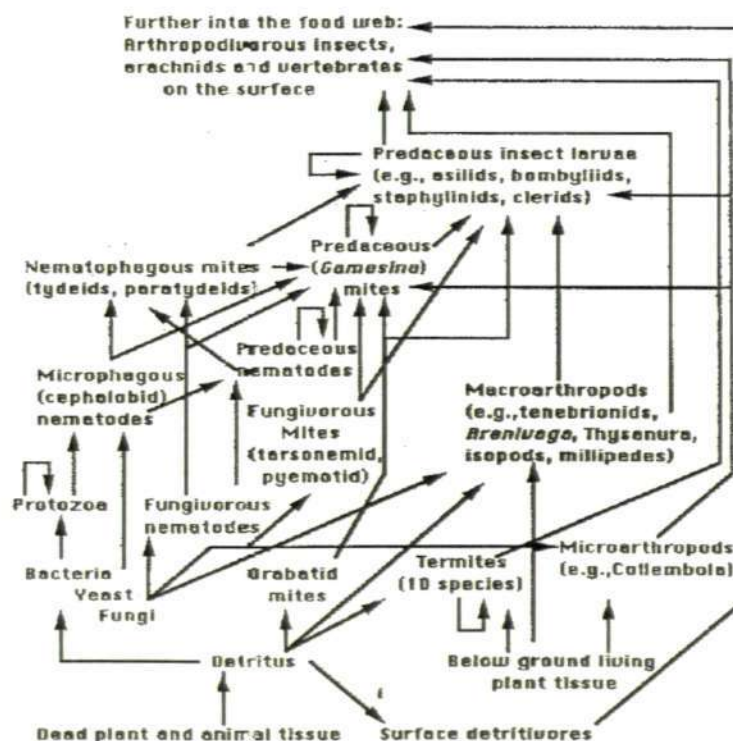 Further into the food web:
Arthropodivorous insects,
arachnids and vertebrates
on the surface
Predaceous insect larvae
(e.g., asilids, bombyliids,
staphylinids, clerids)
Predaceous
(Gamasina)
mites
Nematophagous mites
(tydeids, paratydeids)
Predaceous
nematodes
Microphagous
(cephalobid)
nematodes
Fungivorous
Mites
(tarsonemid,
pyemotid)
Macroarthropods
(e.g.,tenebrionids,
Arenivaga, Thysanura,
isopods, millipedes)
Protozoa
Fungivorous
nematodes
Bacteria
Yeast
Fungi
Orabatid
mites
Termites
(10 species)
Microarthropods
(e.g.,Collembola)
Detritus
Below ground living
plant tissue
Dead plant and animal tissue
Surface detritivores